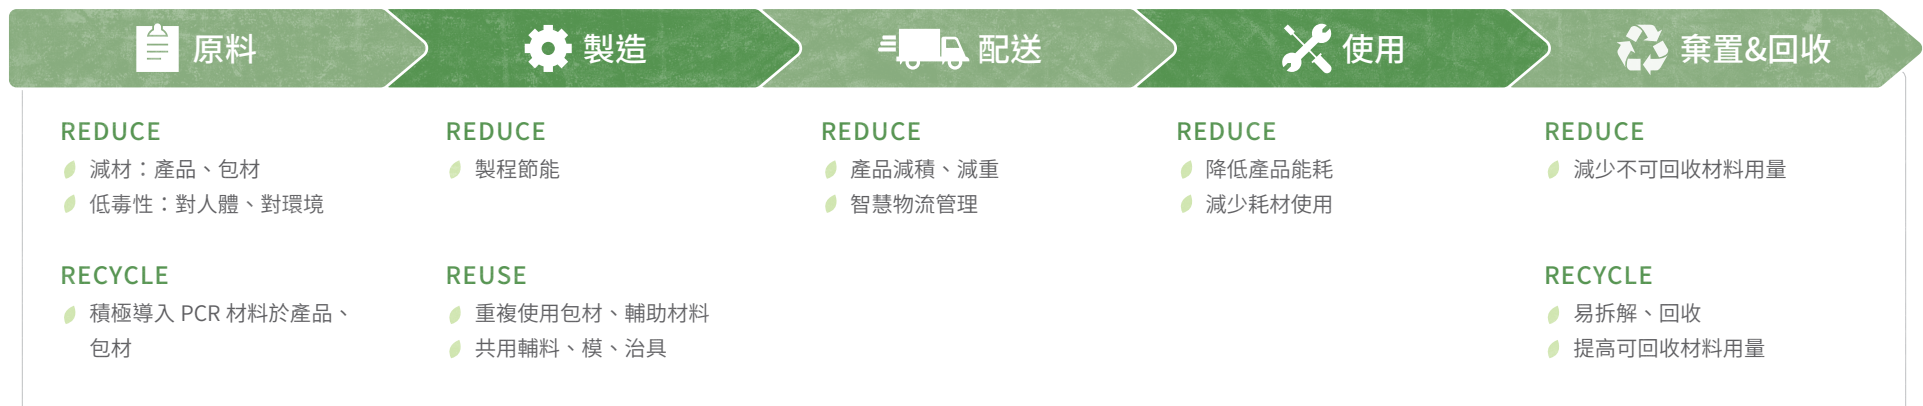 原料
製造
配送
使用
棄置&回收
REDUCE
減材：產品、包材
低毒性：對人體、對環境
RECYCLE
積極導入 PCR 材料於產品、
包材
REDUCE
製程節能
REUSE
重複使用包材、輔助材料
共用輔料、模、治具
REDUCE
產品減積、減重
智慧物流管理
REDUCE
降低產品能耗
減少耗材使用
REDUCE
減少不可回收材料用量
RECYCLE
易拆解、回收
提高可回收材料用量